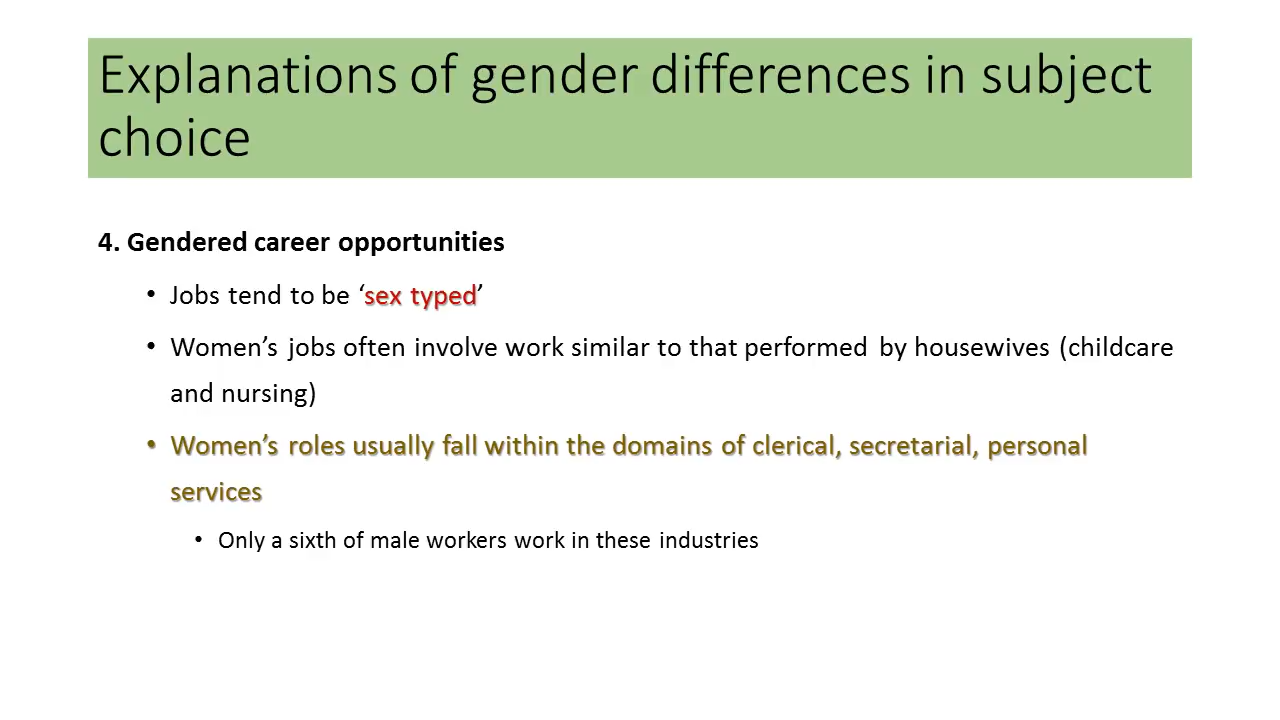 Explanations of gender differences in subject
choice
4. Gendered career opportunities
• Jobs tend to be ‘sex typed’
• Women’s jobs often involve work similar to that performed by housewives (childcare
and nursing)
• Women’s roles usually fall within the domains of clerical, secretarial, personal
services
• Only a sixth of male workers work in these industries